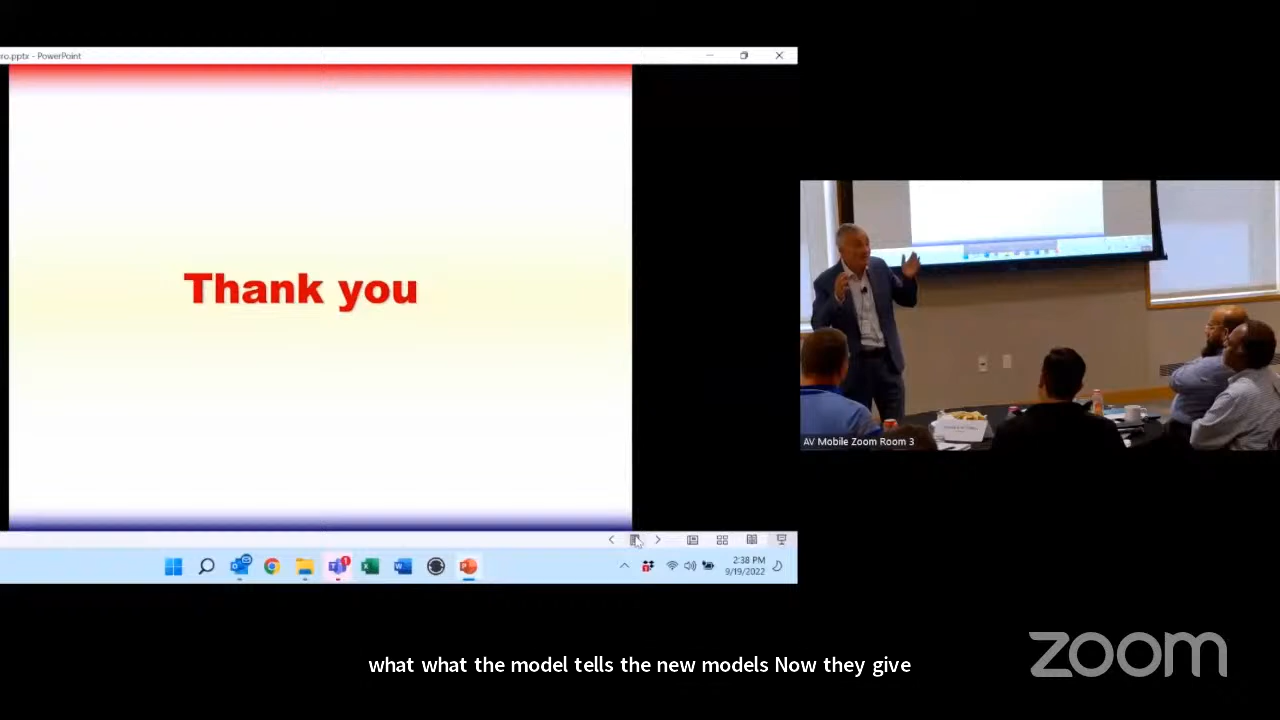 ro.pptx - PowerPoint
Thank you
2:38 PM
9/19/2022
AV Mobile Zoom Room 3
what what the model tells the new models Now they give
zoom